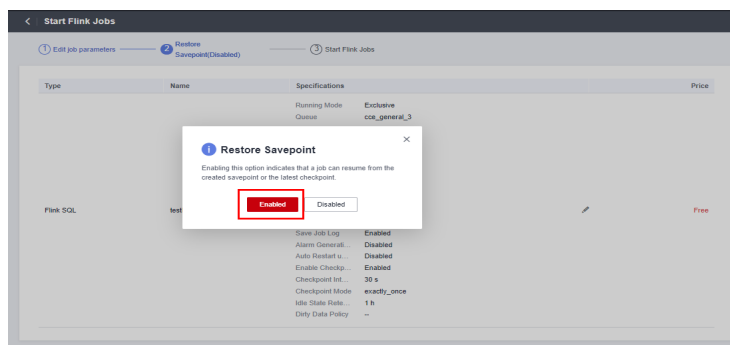 Start Flink Jobs
1 Edit job parameters
2 Restore
Savepoint(Disabled)
3 Start Flink Jobs
Type Name Specifications Price
Running Mode Exclusive
Queue cce_general_3
Restore Savepoint
Enabling this option indicates that a job can resume from the
created savepoint or the latest checkpoint.
Enabled Disabled
Flink SQL test Free
Save Job Log Enabled
Alarm Generati... Disabled
Auto Restart u... Disabled
Enable Checkp... Enabled
Checkpoint Int... 30 s
Checkpoint Mode exactly_once
Idle State Rete... 1 h
Dirty Data Policy --